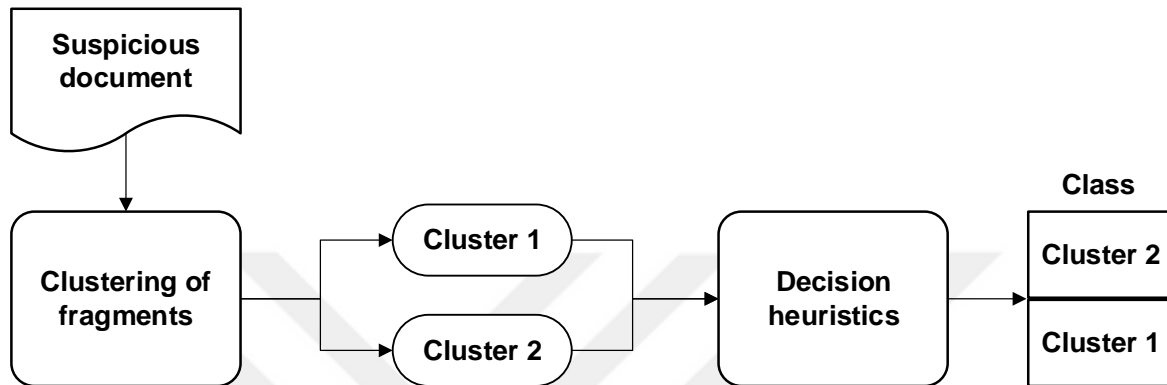 Suspicious
document
Clustering of
fragments
Cluster 1
Cluster 2
Decision
heuristics
Class
Cluster 2
Cluster 1